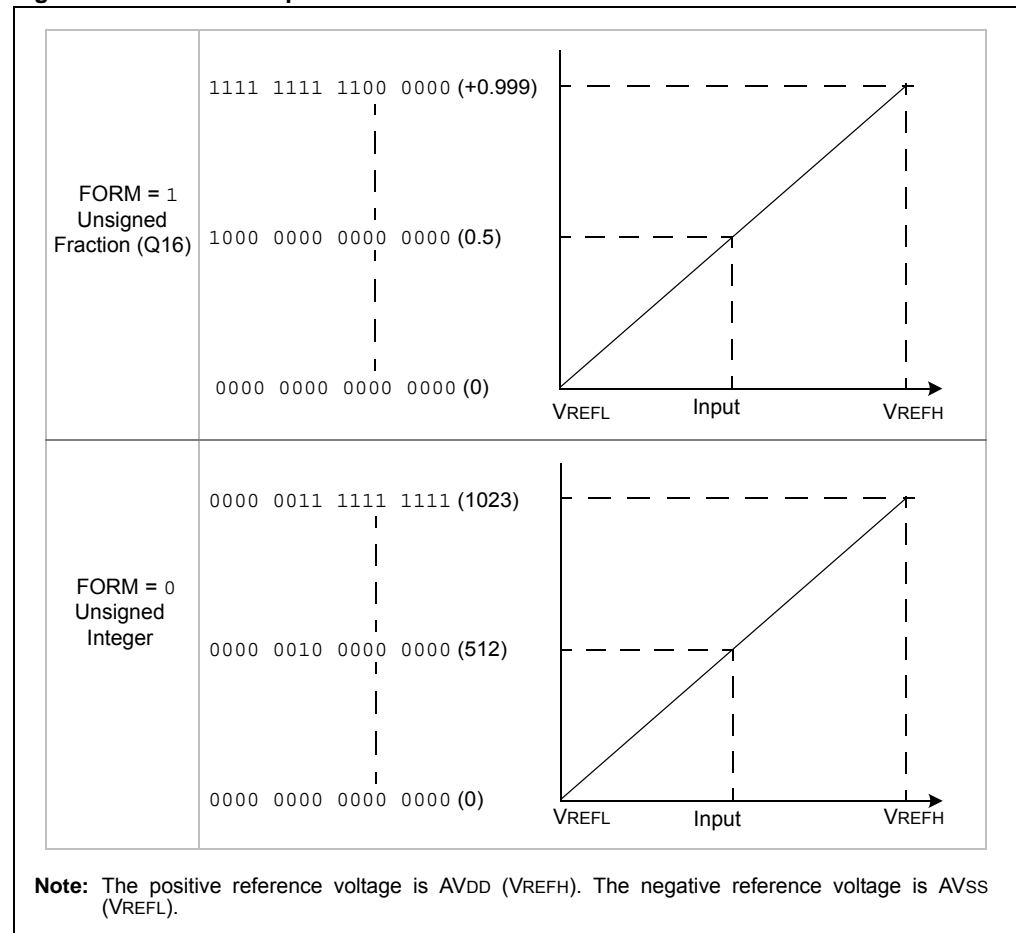 1111 1111 1100 0000 (+0.999)
FORM = 1
Unsigned
Fraction (Q16)
1000 0000 0000 0000 (0.5)
0000 0000 0000 0000 (0)
VREFL
Input
VREFH
0000 0011 1111 1111 (1023)
FORM = 0
Unsigned
Integer
0000 0010 0000 0000 (512)
0000 0000 0000 0000 (0)
VREFL
Input
VREFH
Note: The positive reference voltage is AVDD (VREFH). The negative reference voltage is AVSS
(VREFL).